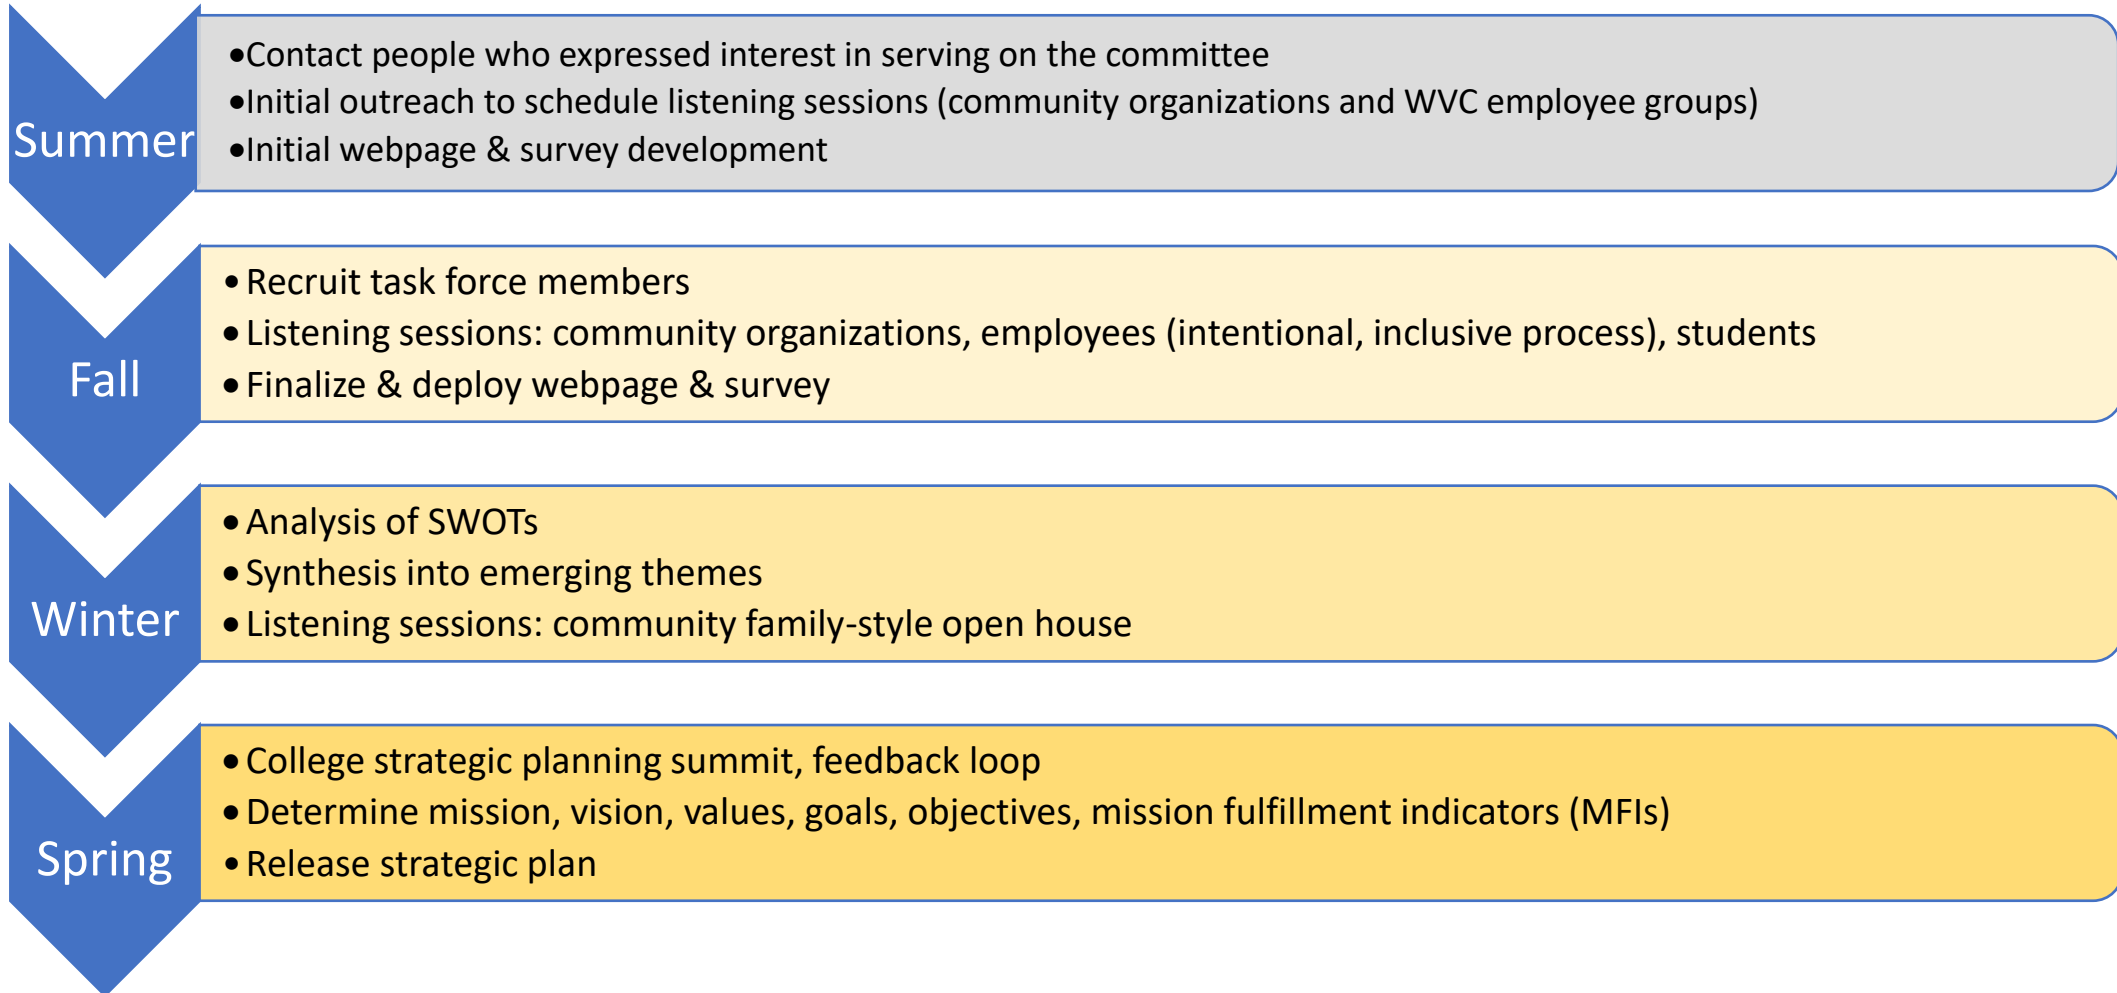 Summer
•Contact people who expressed interest in serving on the committee
•Initial outreach to schedule listening sessions (community organizations and WVC employee groups)
•Initial webpage & survey development
Fall
•Recruit task force members
•Listening sessions: community organizations, employees (intentional, inclusive process), students
•Finalize & deploy webpage & survey
Winter
•Analysis of SWOTs
•Synthesis into emerging themes
•Listening sessions: community family-style open house
Spring
•College strategic planning summit, feedback loop
•Determine mission, vision, values, goals, objectives, mission fulfillment indicators (MFIs)
•Release strategic plan